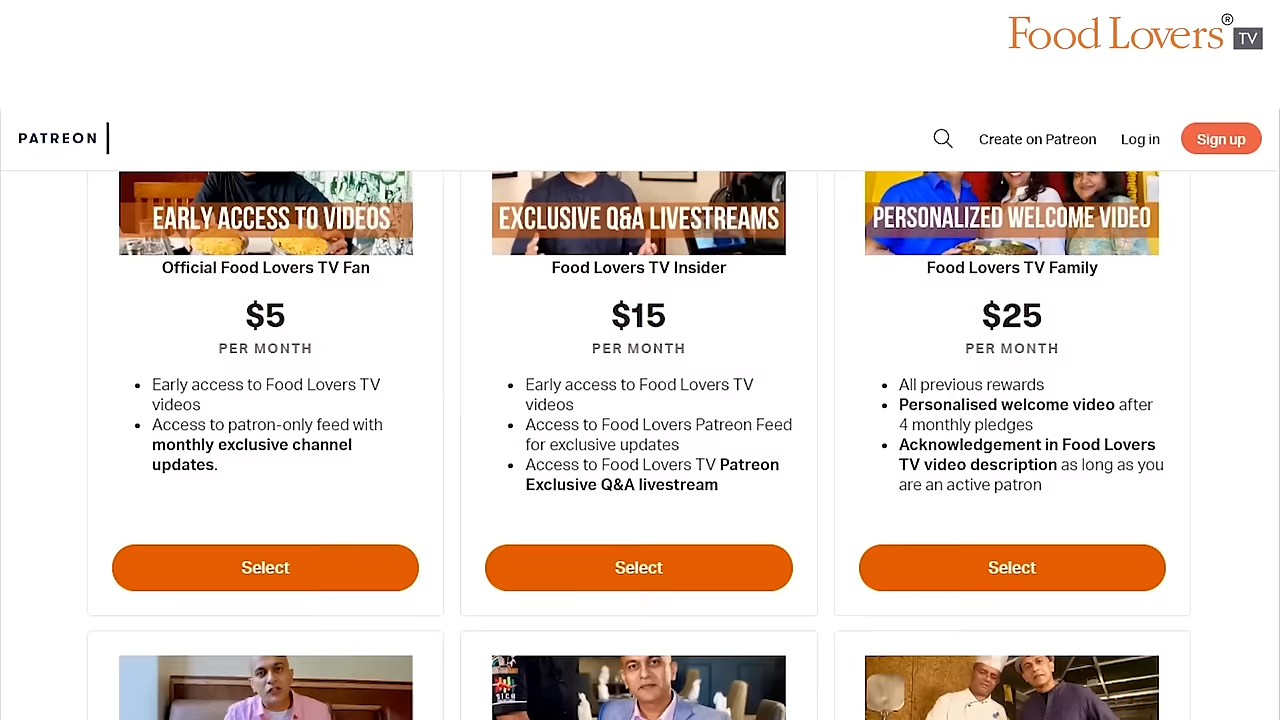 Food Lovers®
TV
PATREON
Create on Patreon
Log in
Sign up
EARLY ACCESS TO VIDEOS
Official Food Lovers TV Fan
$5
PER MONTH
• Early access to Food Lovers TV
videos
• Access to patron-only feed with
monthly exclusive channel
updates.
Select
EXCLUSIVE Q&A LIVESTREAMS
Food Lovers TV Insider
$15
PER MONTH
• Early access to Food Lovers TV
videos
• Access to Food Lovers Patreon Feed
for exclusive updates
• Access to Food Lovers TV Patreon
Exclusive Q&A livestream
Select
PERSONALIZED WELCOME VIDEO
Food Lovers TV Family
$25
PER MONTH
• All previous rewards
• Personalised welcome video after
4 monthly pledges
• Acknowledgement in Food Lovers
TV video description as long as you
are an active patron
Select